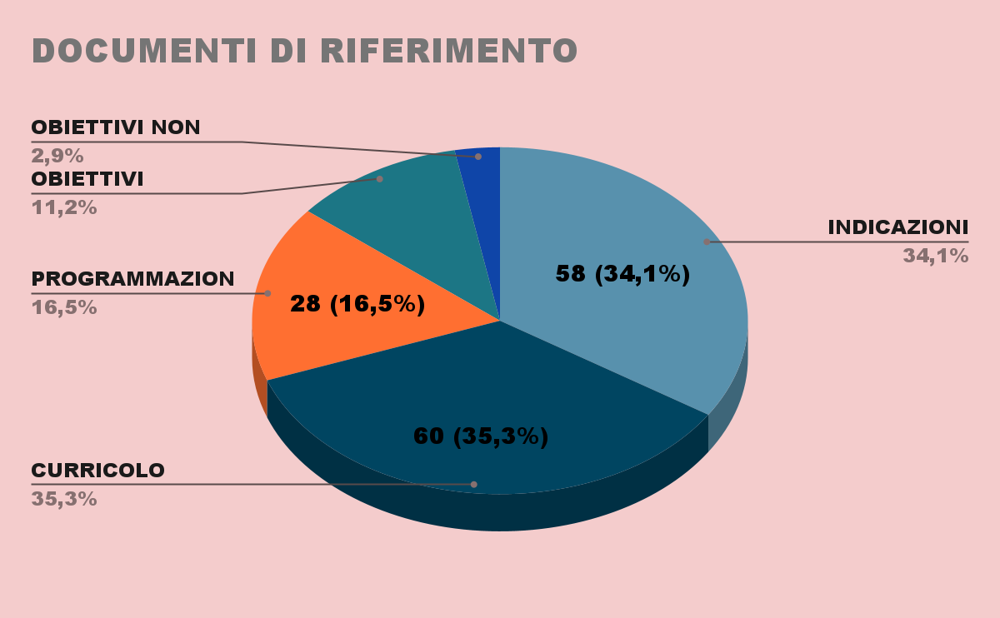 DOCUMENTI DI RIFERIMENTO
OBIETTIVI NON
2,9%
OBIETTIVI
11,2%
PROGRAMMAZION
16,5%
CURRICOLO
35,3%
INDICAZIONI
34,1%
58 (34,1%)
28 (16,5%)
60 (35,3%)